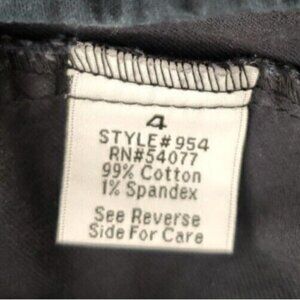 4
STYLE#954
RN#54077
99% Cotton
1% Spandex
See Reverse
Side For Care